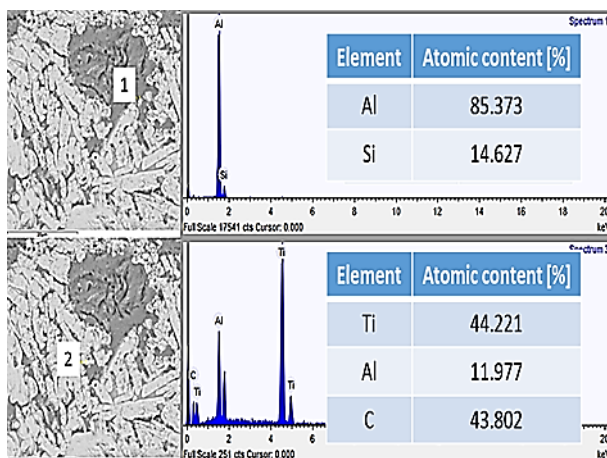 1
Al
Si
Spectrum 1
Element Atomic content [%]
Al 85.373
Si 14.627
0 2 4 6 8 10 12 14 16 18 20
Full Scale 17541 cts Cursor: 0.000 keV
2
C
Ti
Al
Ti
Ti
Element Atomic content [%]
Ti 44.221
Al 11.977
C 43.802
0 2 4 6
Full Scale 251 cts Cursor: 0.000